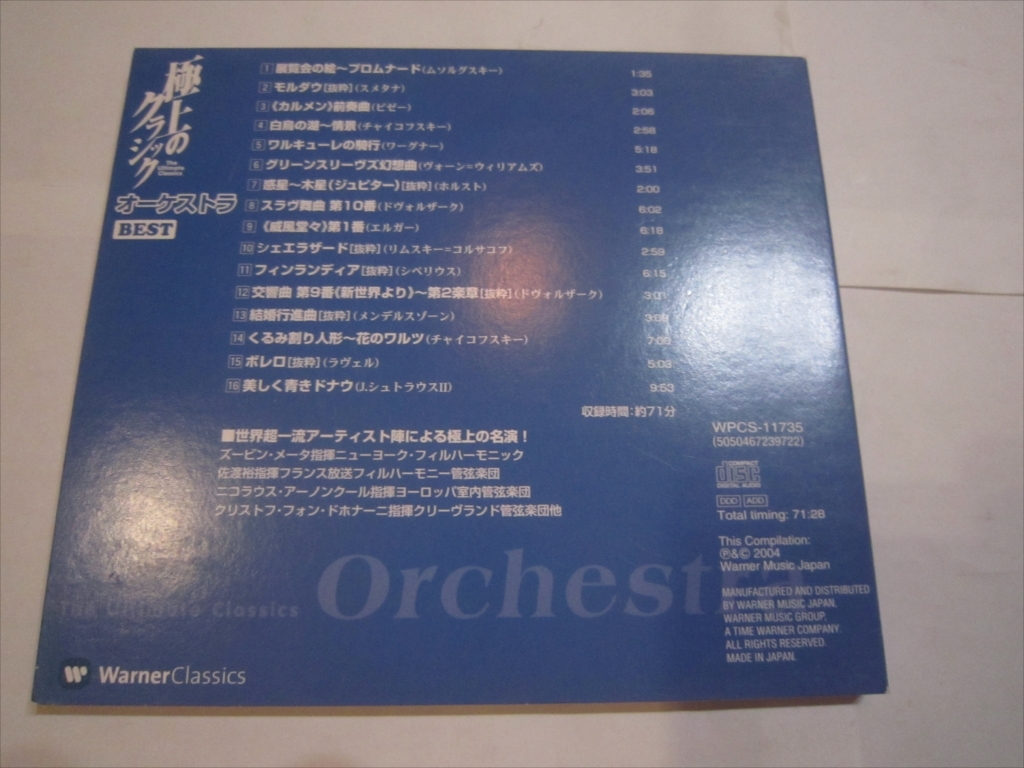 極上の
クラシック
The
Ultimate
Classics
オーケストラ
BEST
1 展覧会の絵～プロムナード(ムソルグスキー) 1:35
2 モルダウ[抜粋](スメタナ) 3:03
3 《カルメン》前奏曲(ビゼー) 2:06
4 白鳥の湖～情景(チャイコフスキー) 2:58
5 ワルキューレの騎行(ワーグナー) 5:18
6 グリーンスリーヴズ幻想曲(ヴォーン=ウィリアムズ) 3:51
7 惑星～木星(ジュピター)[抜粋](ホルスト) 2:00
8 スラヴ舞曲 第10番(ドヴォルザーク) 6:02
9 《威風堂々》第1番(エルガー) 6:18
10 シェエラザード[抜粋](リムスキー=コルサコフ) 2:59
11 フィンランディア[抜粋](シベリウス) 6:15
12 交響曲 第9番《新世界より》～第2楽章[抜粋](ドヴォルザーク) 3:01
13 結婚行進曲[抜粋](メンデルスゾーン)
14 くるみ割り人形～花のワルツ(チャイコフスキー) 7:00
15 ボレロ[抜粋](ラヴェル) 5:03
16 美しく青きドナウ(J.シュトラウスII) 9:53
収録時間:約71分
■世界超一流アーティスト陣による極上の名演!
ズービン・メータ指揮ニューヨーク・フィルハーモニック
佐渡裕指揮フランス放送フィルハーモニー管弦楽団
ニコラウス・アーノンクール指揮ヨーロッパ室内管弦楽団
クリストフ・フォン・ドホナーニ指揮クリーヴランド管弦楽団他
WPCS-11735
(5050467239722)
COMPACT
disc
DIGITAL AUDIO
DDD ADD
Total timing: 71:28
This Compilation:
℗&© 2004
Warner Music Japan
MANUFACTURED AND DISTRIBUTED
BY WARNER MUSIC JAPAN.
WARNER MUSIC GROUP.
A TIME WARNER COMPANY.
ALL RIGHTS RESERVED.
MADE IN JAPAN.
Orchestra
The Ultimate Classics
WarnerClassics